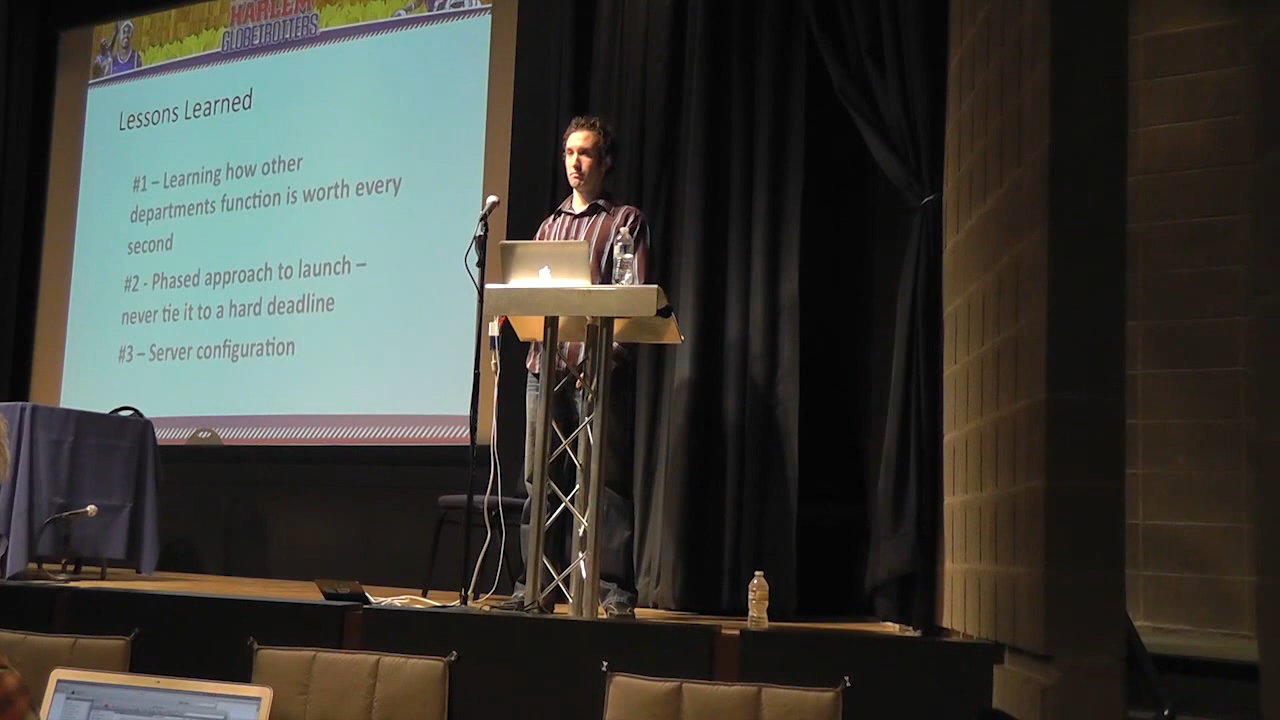 HARLEM
GLOBETROTTERS
Lessons Learned
#1 – Learning how other
departments function is worth every
second
#2 - Phased approach to launch –
never tie it to a hard deadline
#3 – Server configuration